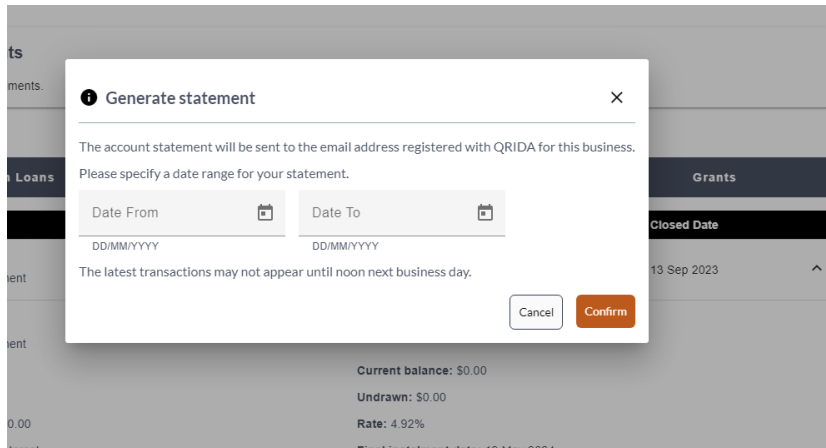 ts
ments.
Generate statement
The account statement will be sent to the email address registered with QRIDA for this business.
Please specify a date range for your statement.
Loans
Grants
Date From
Date To
Closed Date
DD/MM/YYYY
DD/MM/YYYY
The latest transactions may not appear until noon next business day.
ment
13 Sep 2023
Cancel
Confirm
ment
Current balance: $0.00
Undrawn: $0.00
0.00
Rate: 4.92%